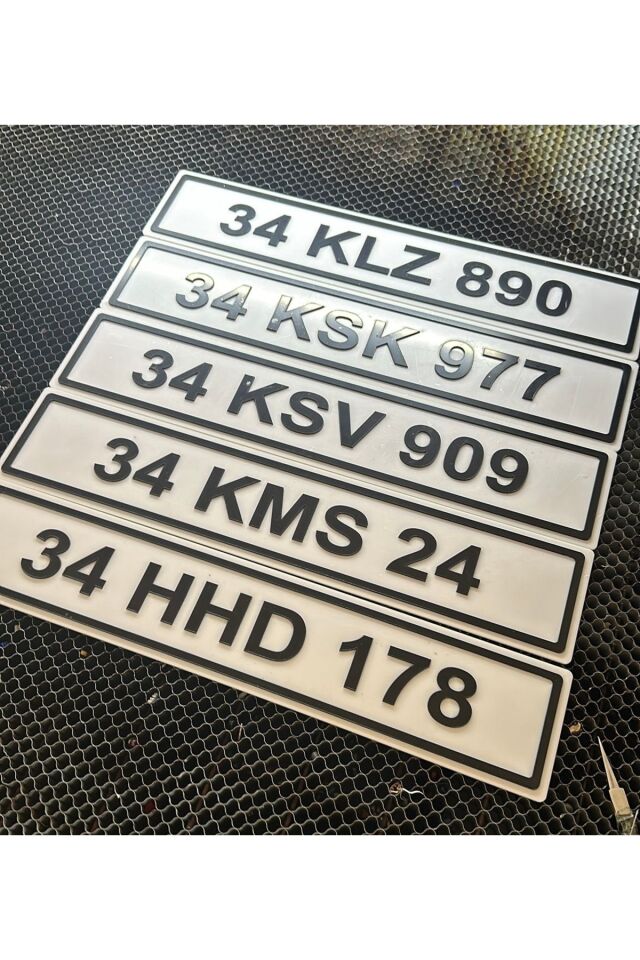 34 KLZ 890
34 KSK 977
34 KSV 909
34 KMS 24
34 HHD 178